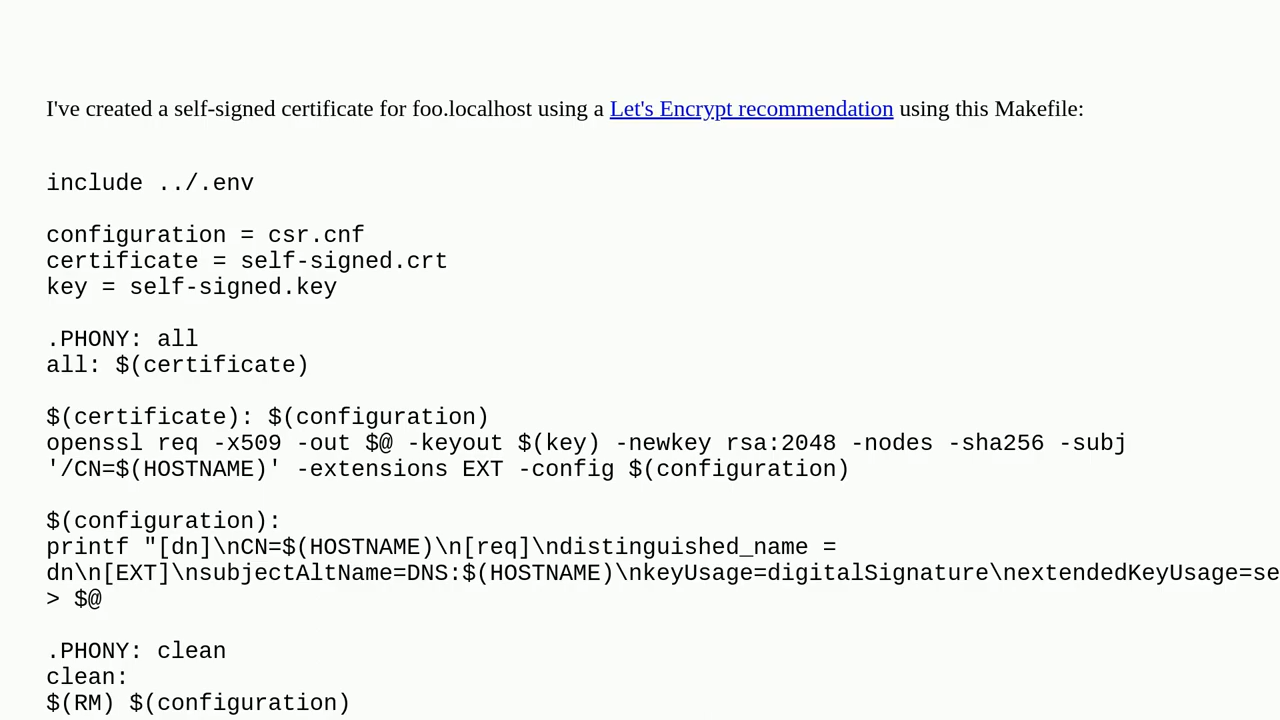 I've created a self-signed certificate for foo.localhost using a Let's Encrypt recommendation using this Makefile:
include ../.env
configuration = csr.cnf
certificate = self-signed.crt
key = self-signed.key
.PHONY: all
all: $(certificate)
$(certificate): $(configuration)
openssl req -x509 -out $@ -keyout $(key) -newkey rsa:2048 -nodes -sha256 -subj
'/CN=$(HOSTNAME)' -extensions EXT -config $(configuration)
$(configuration):
printf "[dn]\nCN=$(HOSTNAME)\n[req]\ndistinguished_name =
dn\n[EXT]\nsubjectAltName=DNS:$(HOSTNAME)\nkeyUsage=digitalSignature\nextendedKeyUsage=se
> $@
.PHONY: clean
clean:
$(RM) $(configuration)